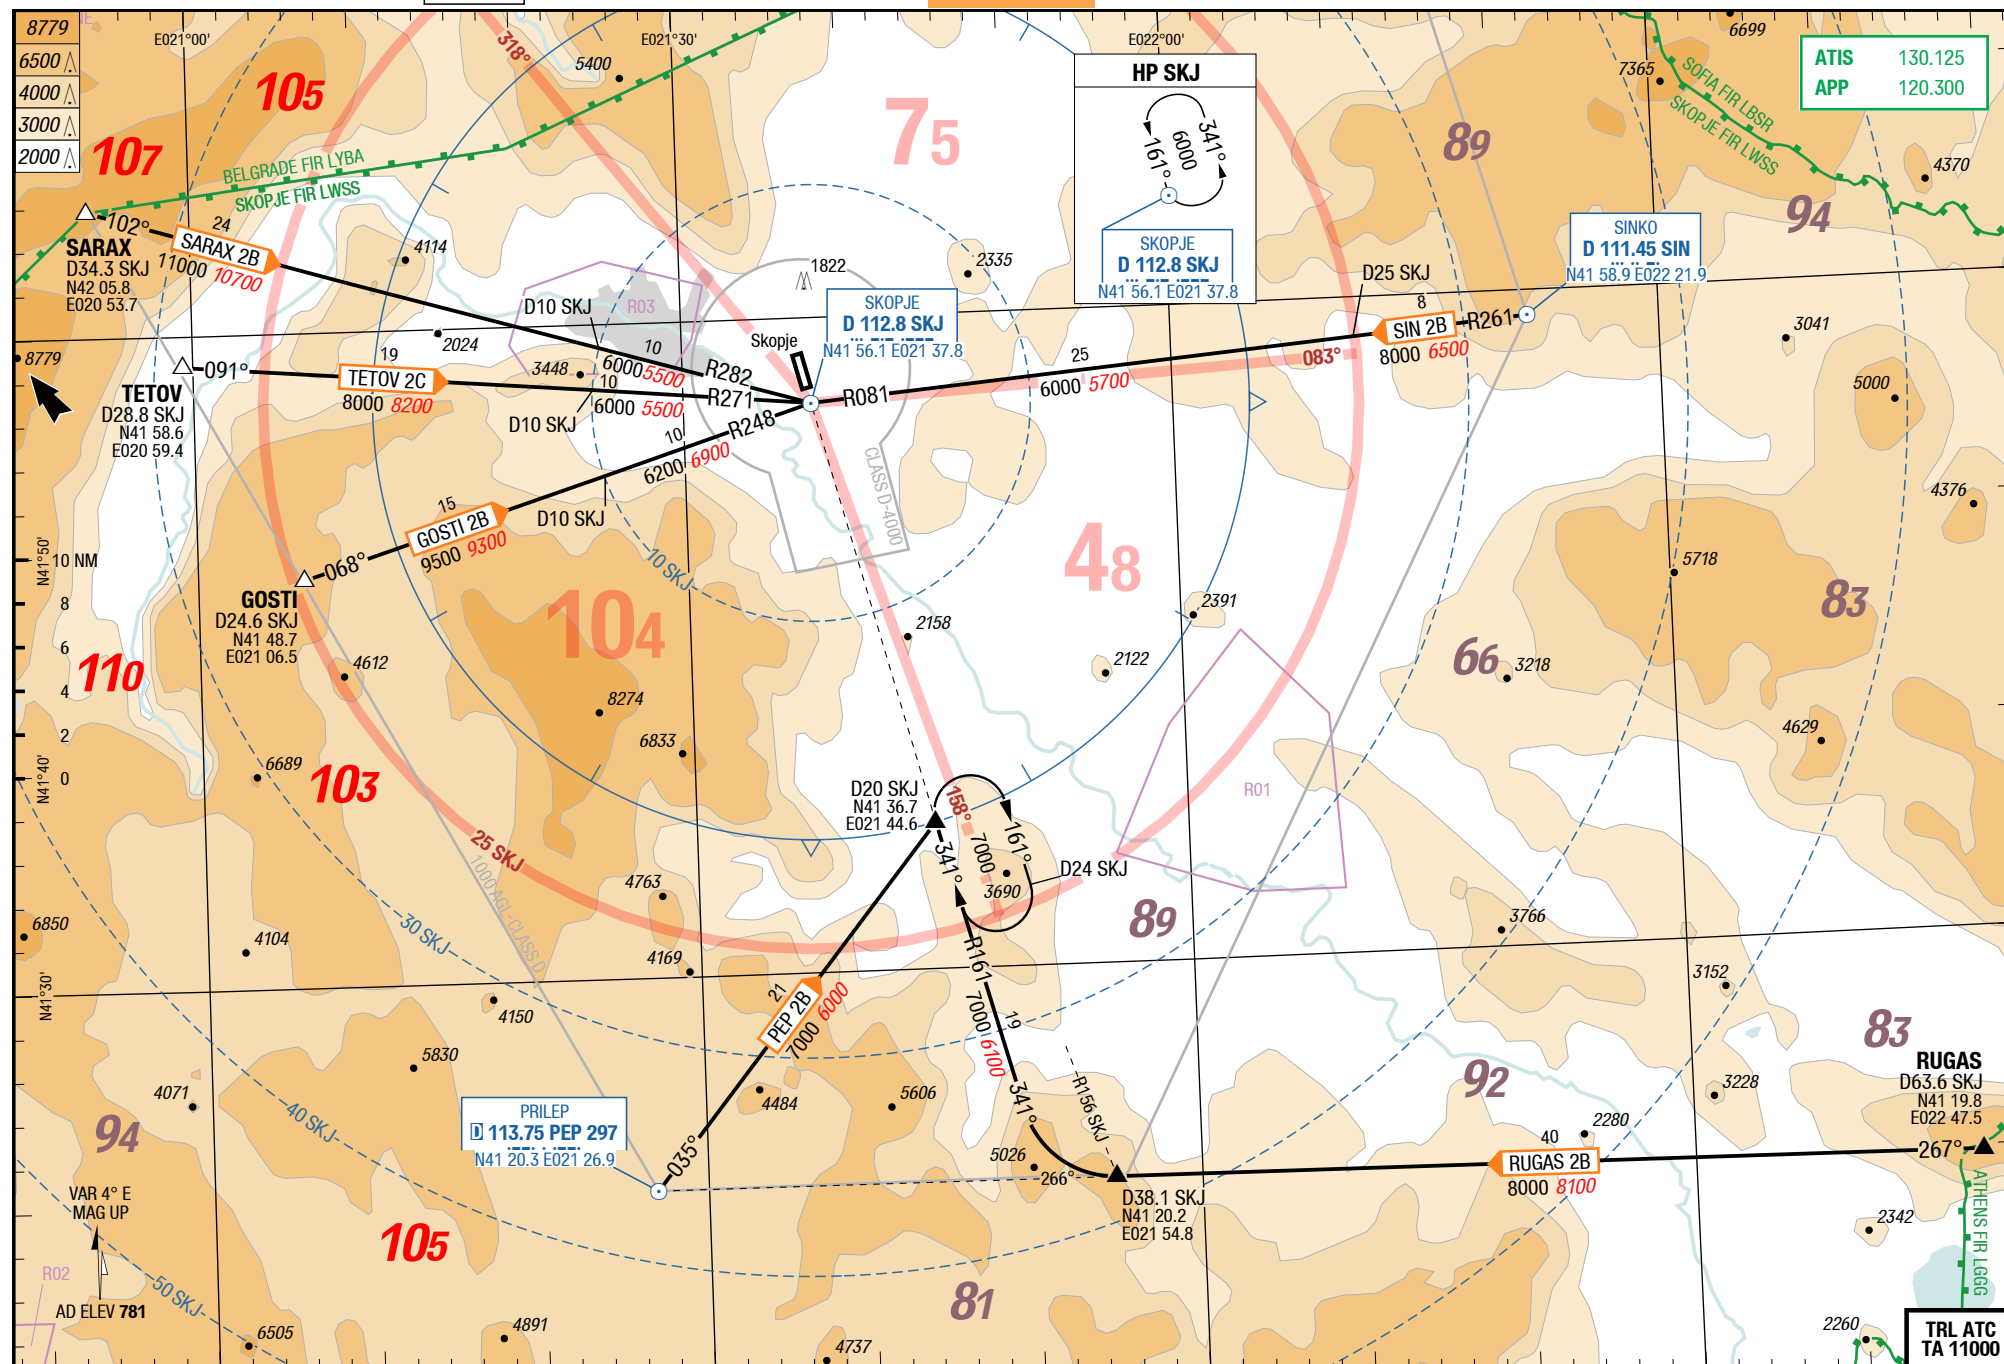 8779
6500
4000
3000
2000
E021°00'
E021°30'
E022°00'
318°
5400
105
107
75
HP SKJ
341°
6000
161°
SKOPJE
D 112.8 SKJ
N41 56.1 E021 37.8
89
7365
6699
SOFIA FIR LBSR
SKOPJE FIR LWSS
ATIS 130.125
APP 120.300
4370
94
BELGRADE FIR LYBA
SKOPJE FIR LWSS
102°
24
SARAX 2B
11000 10700
SARAX
D34.3 SKJ
N42 05.8
E020 53.7
4114
2335
1822
R03
D10 SKJ
SKOPJE
D 112.8 SKJ
N41 56.1 E021 37.8
Skopje
SINKO
D 111.45 SIN
N41 58.9 E022 21.9
D25 SKJ
8
SIN 2B
R261
8000 6500
083°
25
6000 5700
R081
3041
5000
8779
2024
10
6000 5500
R282
3448
091°
19
TETOV 2C
8000 8200
10
6000 5500
R271
D10 SKJ
TETOV
D28.8 SKJ
N41 58.6
E020 59.4
10
R248
6200 6900
D10 SKJ
15
GOSTI 2B
9500 9300
068°
CLASS D-4000
GOSTI
D24.6 SKJ
N41 48.7
E021 06.5
N41°50'
10 NM
8
6
4
2
0
N41°40'
10 SKJ
48
104
4376
5718
83
2391
2158
2122
66
3218
110
4612
8274
6833
4629
6689
103
D20 SKJ
N41 36.7
E021 44.6
158°
161°
7000
341°
3690
D24 SKJ
R01
25 SKJ
1000 AGL-CLASS D
4763
89
6850
4104
30 SKJ
4169
3766
3152
N41°30'
4150
21
PEP 2B
7000 6000
R161
19
7000 6100
341°
83
5830
4071
4484
5606
R156 SKJ
92
3228
RUGAS
D63.6 SKJ
N41 19.8
E022 47.5
94
40 SKJ
PRILEP
D 113.75 PEP 297
N41 20.3 E021 26.9
035°
5026
266°
2280
40
RUGAS 2B
8000 8100
267°
D38.1 SKJ
N41 20.2
E021 54.8
VAR 4° E
MAG UP
105
2342
ATHENS FIR LGGG
R02
50 SKJ
AD ELEV 781
81
6505
4891
4737
2260
TRL ATC
TA 11000